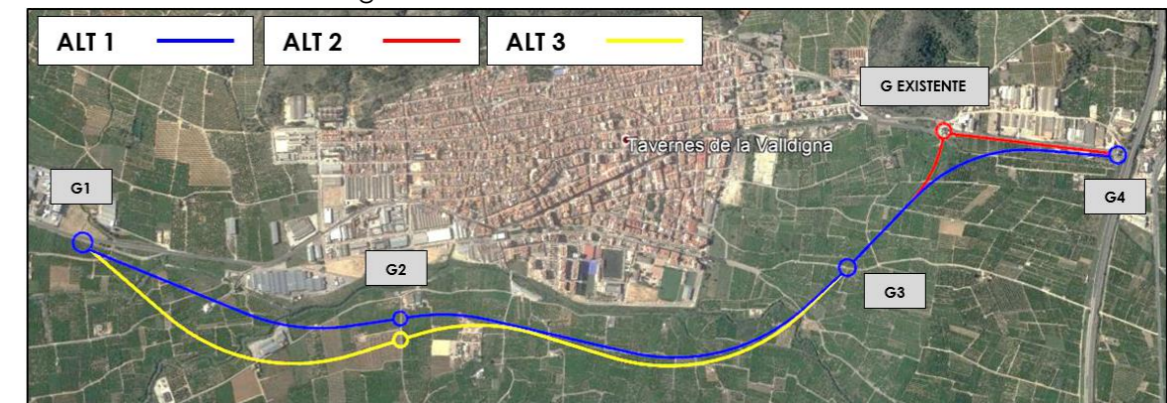 ALT 1
ALT 2
ALT 3
G EXISTENTE
Tavernes de la Valldigna
G1
G4
G2
G3